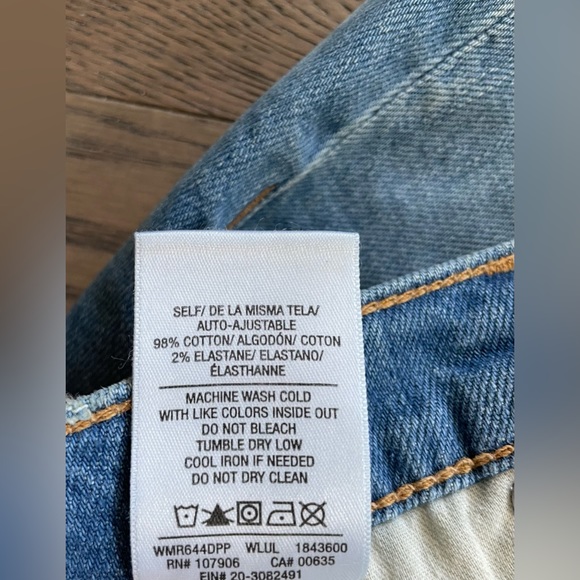 SELF/ DE LA MISMA TELA/
AUTO-AJUSTABLE
98% COTTON/ ALGODÓN/ COTON
2% ELASTANE/ ELASTANO/
ÉLASTHANNE
MACHINE WASH COLD
WITH LIKE COLORS INSIDE OUT
DO NOT BLEACH
TUMBLE DRY LOW
COOL IRON IF NEEDED
DO NOT DRY CLEAN
WMR644DPP WLUL 1843600
RN# 107906 CA# 00635
EIN# 20-3082491